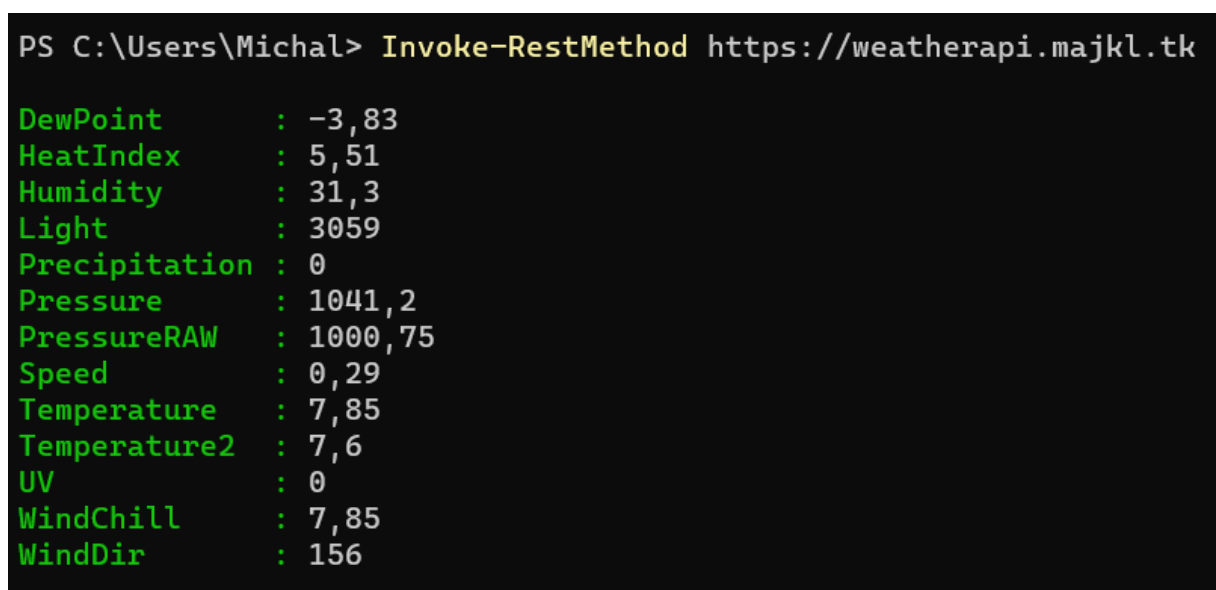 PS C:\Users\Michal> Invoke-RestMethod https://weatherapi.majkl.tk
DewPoint      : -3,83
HeatIndex     : 5,51
Humidity      : 31,3
Light         : 3059
Precipitation : 0
Pressure      : 1041,2
PressureRAW   : 1000,75
Speed         : 0,29
Temperature   : 7,85
Temperature2  : 7,6
UV            : 0
WindChill     : 7,85
WindDir       : 156